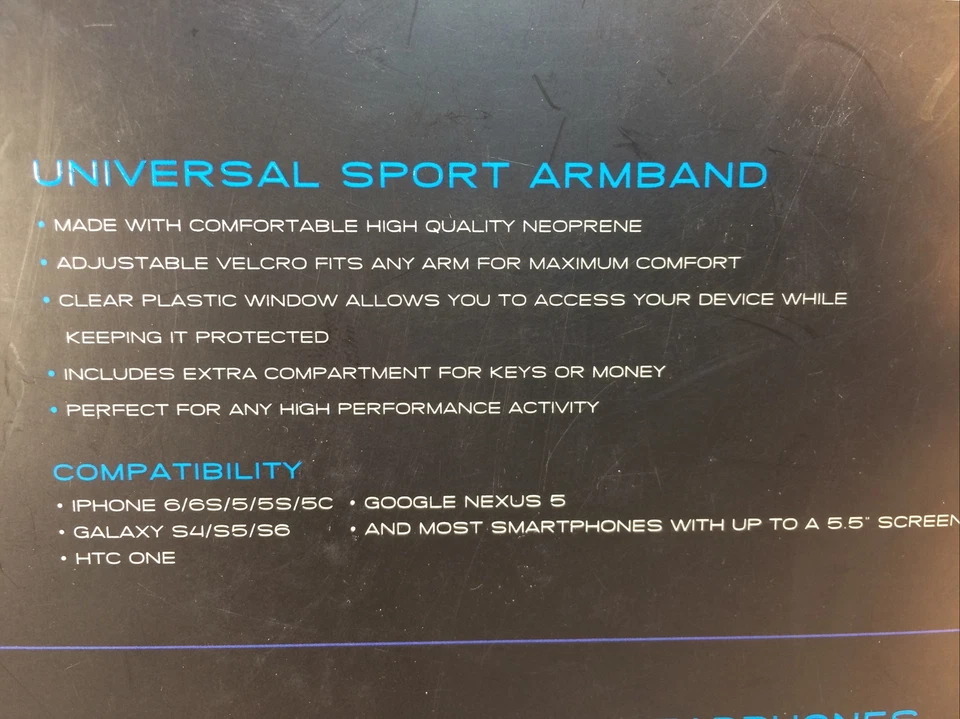 UNIVERSAL SPORT ARMBAND
• MADE WITH COMFORTABLE HIGH QUALITY NEOPRENE
• ADJUSTABLE VELCRO FITS ANY ARM FOR MAXIMUM COMFORT
• CLEAR PLASTIC WINDOW ALLOWS YOU TO ACCESS YOUR DEVICE WHILE
KEEPING IT PROTECTED
• INCLUDES EXTRA COMPARTMENT FOR KEYS OR MONEY
• PERFECT FOR ANY HIGH PERFORMANCE ACTIVITY
COMPATIBILITY
• IPHONE 6/6S/5/5S/5C • GOOGLE NEXUS 5
• GALAXY S4/S5/S6 • AND MOST SMARTPHONES WITH UP TO A 5.5" SCREEN
• HTC ONE